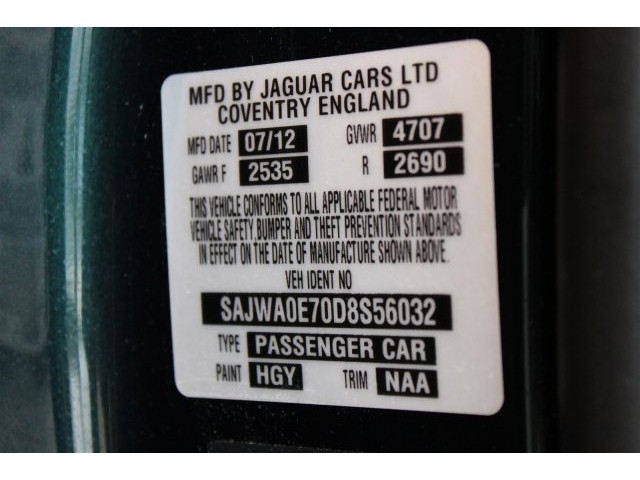 MFD BY JAGUAR CARS LTD
COVENTRY ENGLAND
MFD DATE 07/12 GVWR 4707
GAWR F 2535 R 2690
THIS VEHICLE CONFORMS TO ALL APPLICABLE FEDERAL MOTOR
VEHICLE SAFETY,BUMPER AND THEFT PREVENTION STANDARDS
IN EFFECT ON THE DATE OF MANUFACTURE SHOWN ABOVE.
VEH IDENT NO
SAJWA0E70D8S56032
TYPE PASSENGER CAR
PAINT HGY TRIM NAA